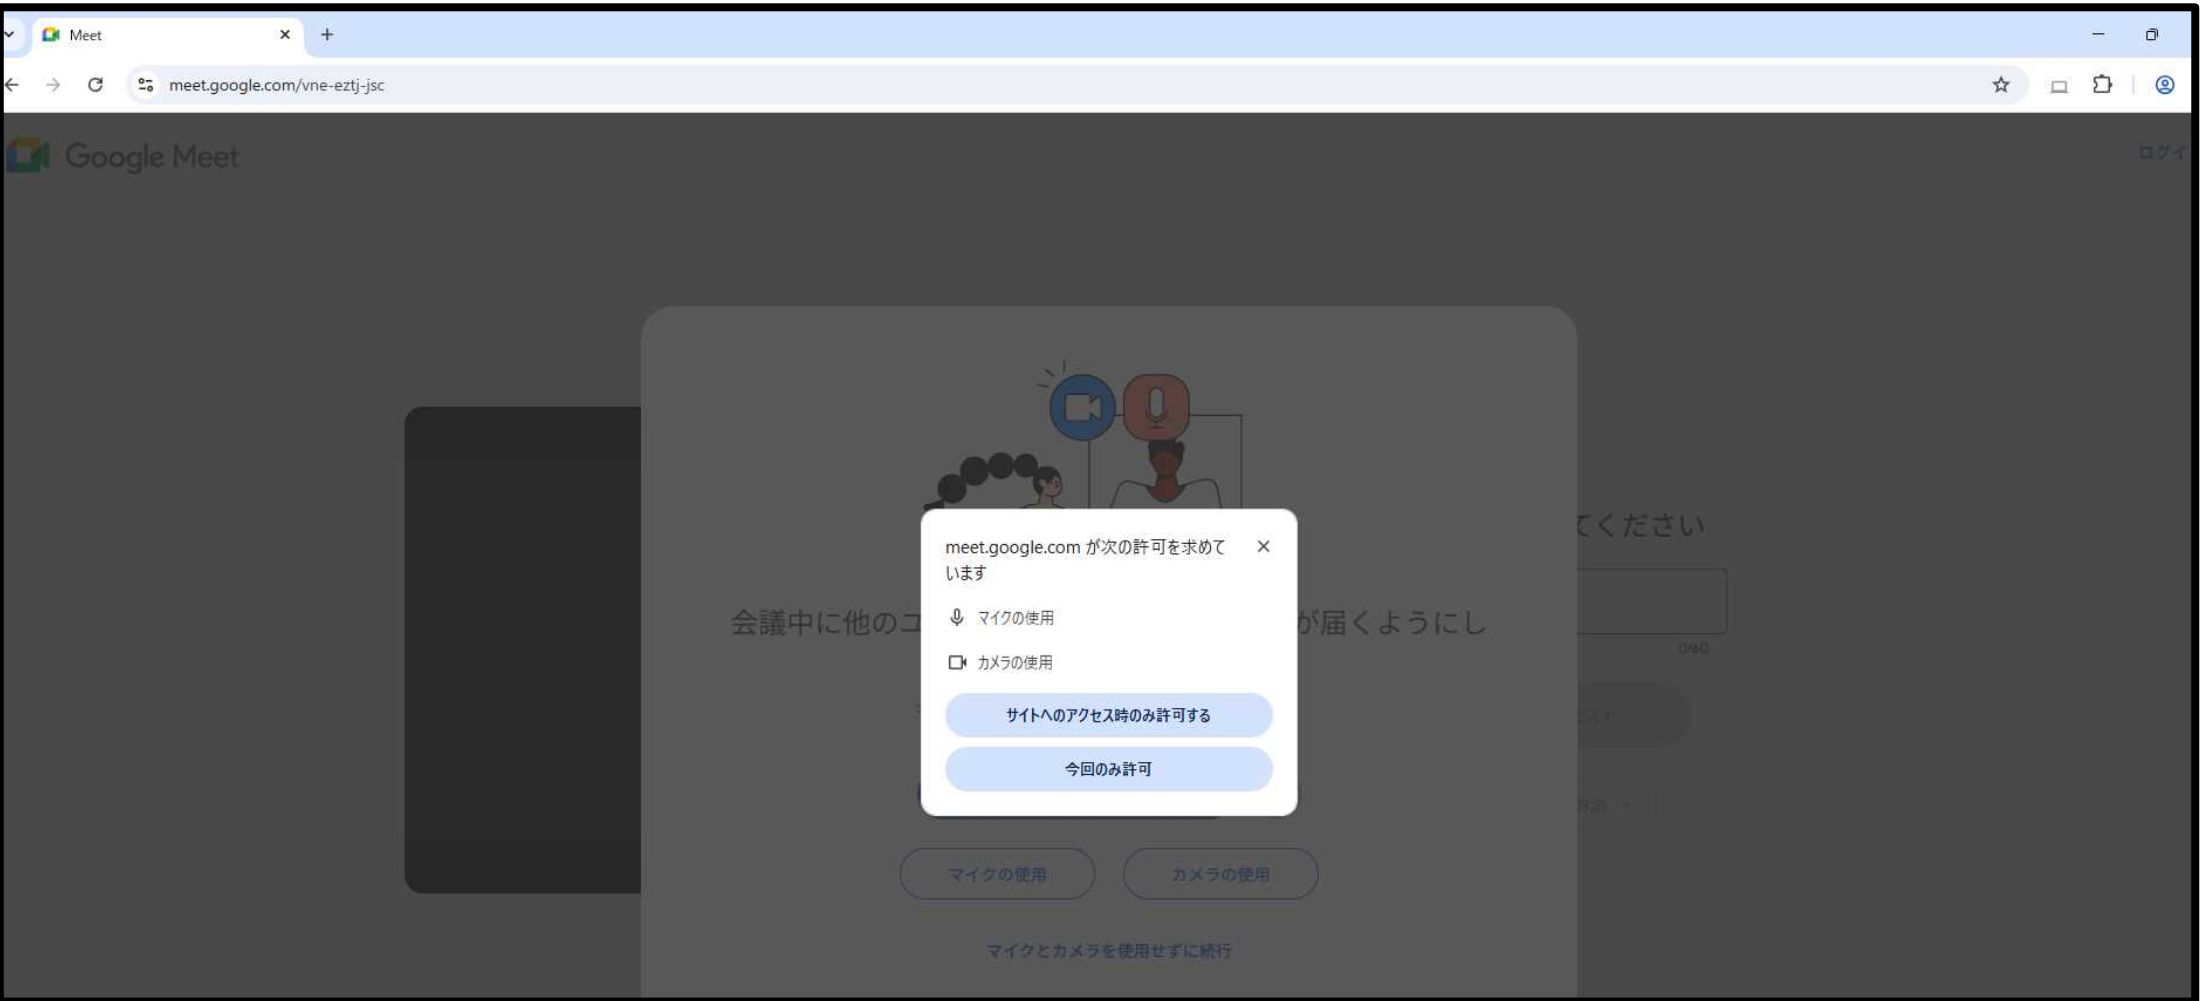 Meet
meet.google.com/vne-eztj-jsc
Google Meet
ログイ
てください
meet.google.com が次の許可を求めて
います
マイクの使用
会議中に他のユ
が届くようにし
0/60
カメラの使用
サイトへのアクセス時のみ許可する
今回のみ許可
方法
マイクの使用
カメラの使用
マイクとカメラを使用せずに続行